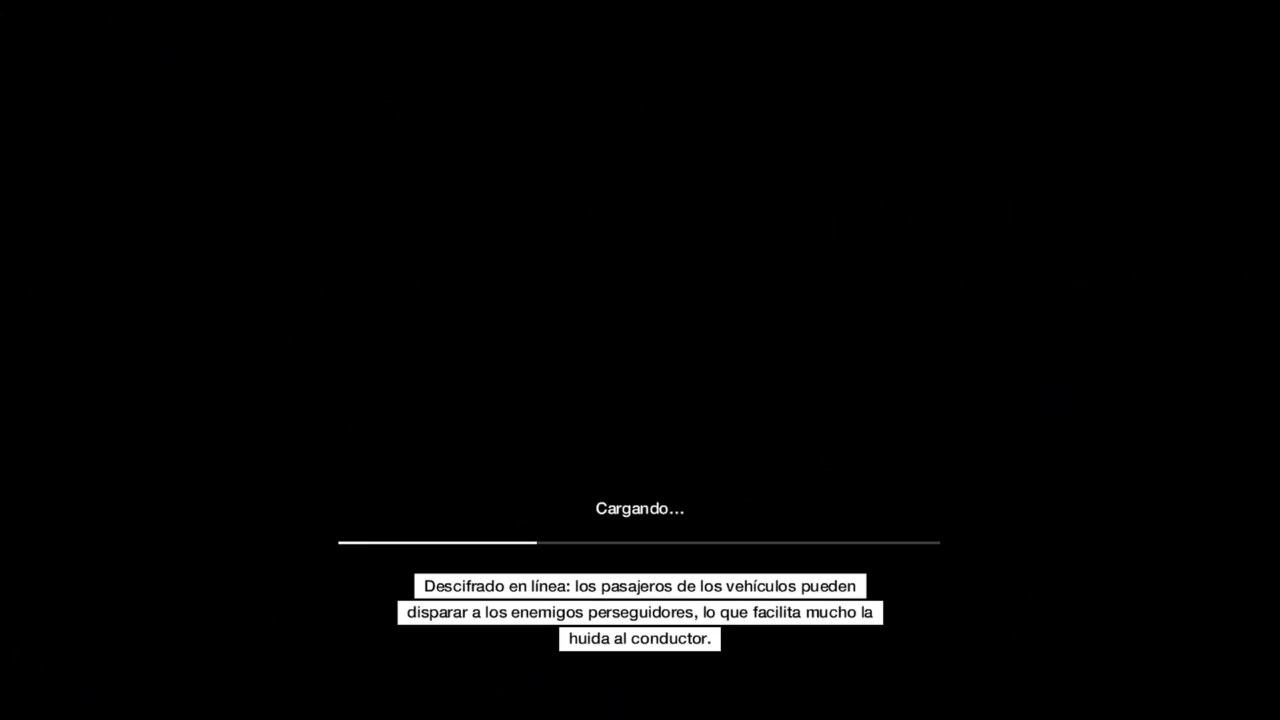 Cargando...
Descifrado en línea: los pasajeros de los vehículos pueden
disparar a los enemigos perseguidores, lo que facilita mucho la
huida al conductor.